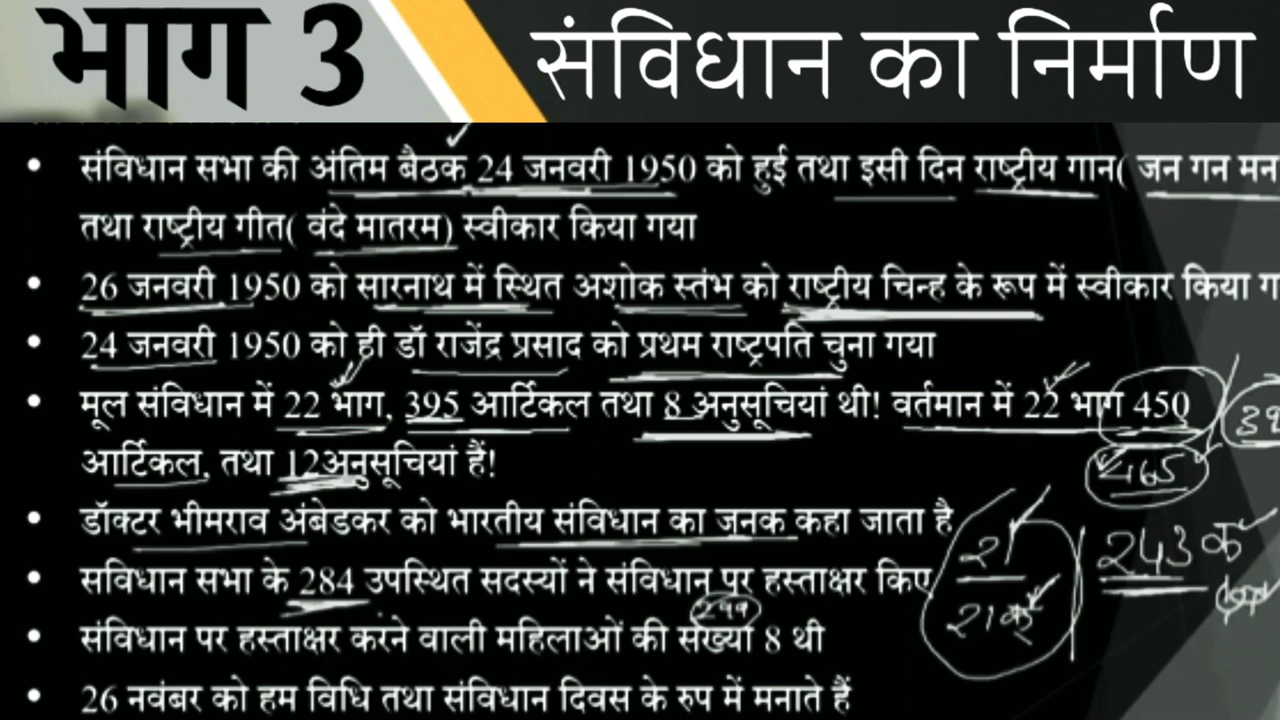 भाग 3
संविधान का निर्माण
• संविधान सभा की अंतिम बैठक 24 जनवरी 1950 को हुई तथा इसी दिन राष्ट्रीय गान( जन गन मन
तथा राष्ट्रीय गीत( वंदे मातरम) स्वीकार किया गया
• 26 जनवरी 1950 को सारनाथ में स्थित अशोक स्तंभ को राष्ट्रीय चिन्ह के रूप में स्वीकार किया ग
• 24 जनवरी 1950 को ही डॉ राजेंद्र प्रसाद को प्रथम राष्ट्रपति चुना गया
• मूल संविधान में 22 भाग, 395 आर्टिकल तथा 8 अनुसूचियां थी! वर्तमान में 22 भाग 450
39
आर्टिकल, तथा 12अनुसूचियां हैं!
465
• डॉक्टर भीमराव अंबेडकर को भारतीय संविधान का जनक कहा जाता है
21
243 क
• सविधान सभा के 284 उपस्थित सदस्यों ने संविधान पर हस्ताक्षर किए
299
21क
• संविधान पर हस्ताक्षर करने वाली महिलाओं की संख्या 8 थी
• 26 नवंबर को हम विधि तथा संविधान दिवस के रुप में मनाते हैं